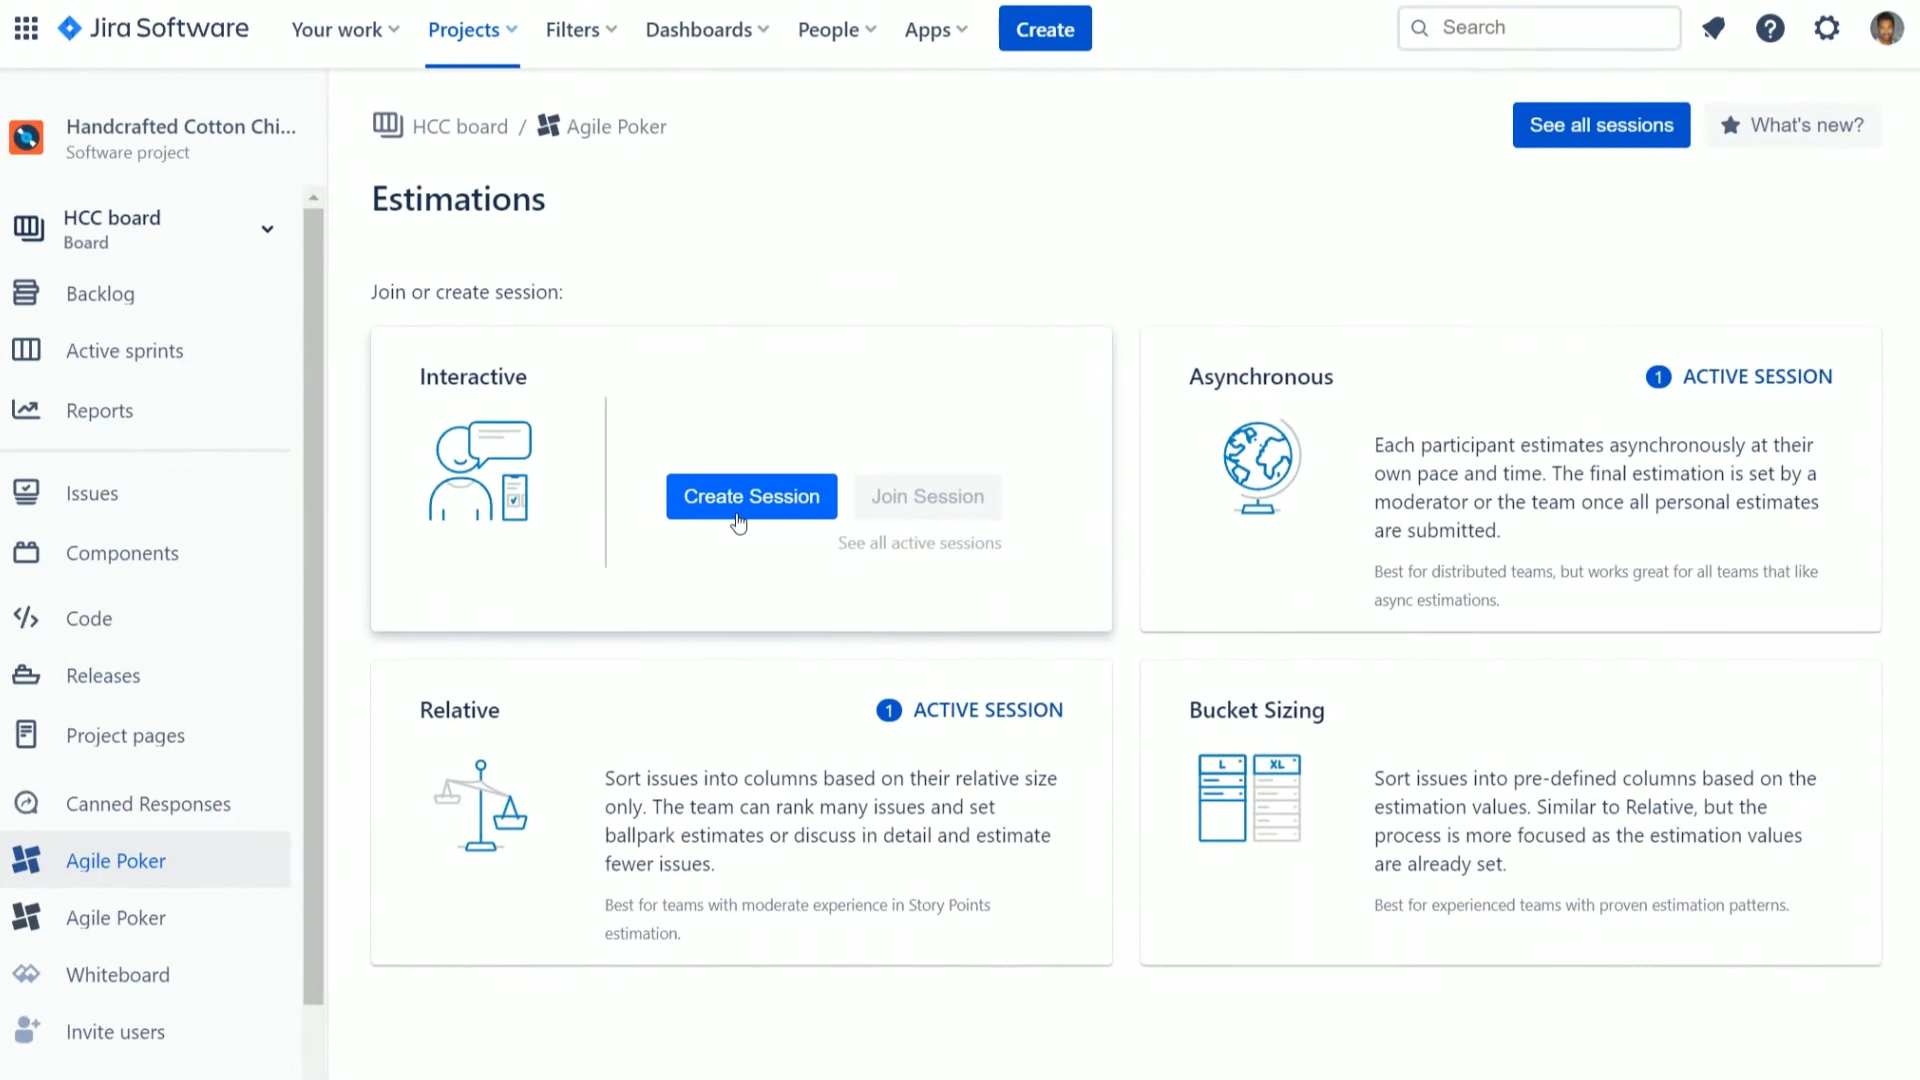 Jira Software
Your work
Projects
Filters
Dashboards
People
Apps
Create
Search
Handcrafted Cotton Chi...
Software project
HCC board
Board
Backlog
Active sprints
Reports
Issues
Components
Code
Releases
Project pages
Canned Responses
Agile Poker
Agile Poker
Whiteboard
Invite users
HCC board / Agile Poker
See all sessions
What's new?
Estimations
Join or create session:
Interactive
Create Session
Join Session
See all active sessions
Asynchronous
1 ACTIVE SESSION
Each participant estimates asynchronously at their
own pace and time. The final estimation is set by a
moderator or the team once all personal estimates
are submitted.
Best for distributed teams, but works great for all teams that like
async estimations.
Relative
1 ACTIVE SESSION
Sort issues into columns based on their relative size
only. The team can rank many issues and set
ballpark estimates or discuss in detail and estimate
fewer issues.
Best for teams with moderate experience in Story Points
estimation.
Bucket Sizing
L
XL
Sort issues into pre-defined columns based on the
estimation values. Similar to Relative, but the
process is more focused as the estimation values
are already set.
Best for experienced teams with proven estimation patterns.